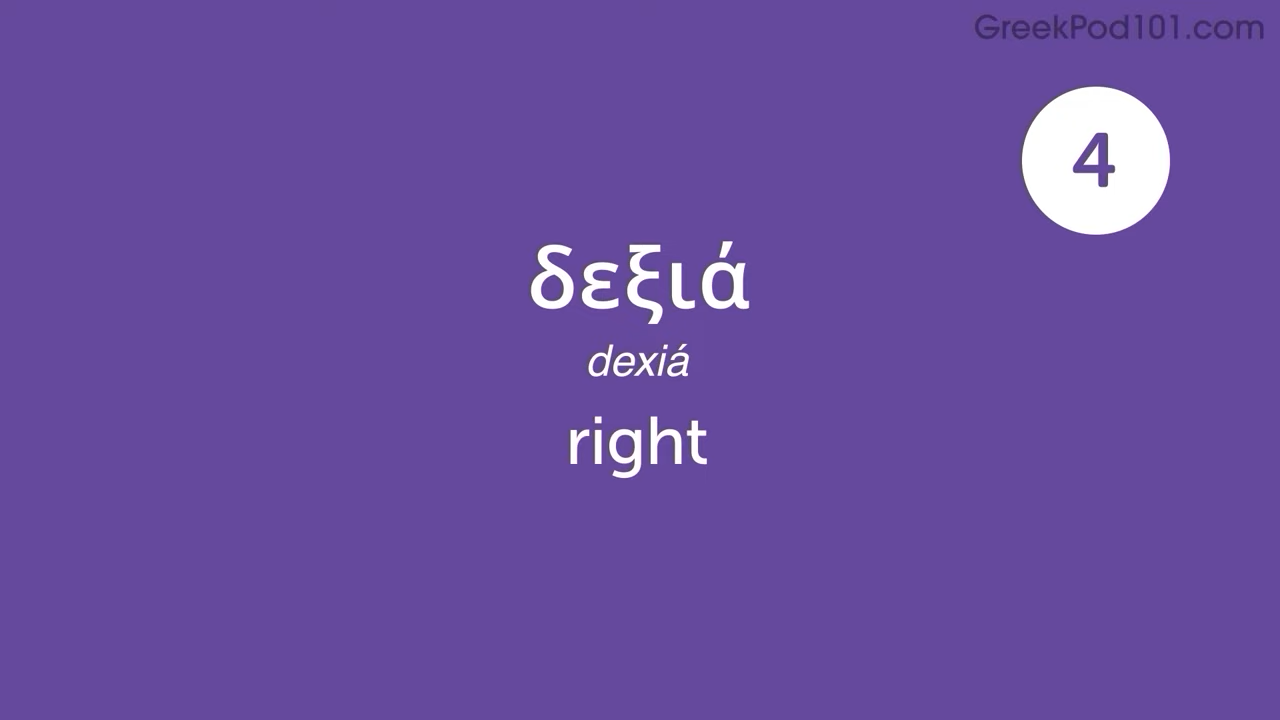 GreekPod101.com
4
δεξιά
dexiá
right